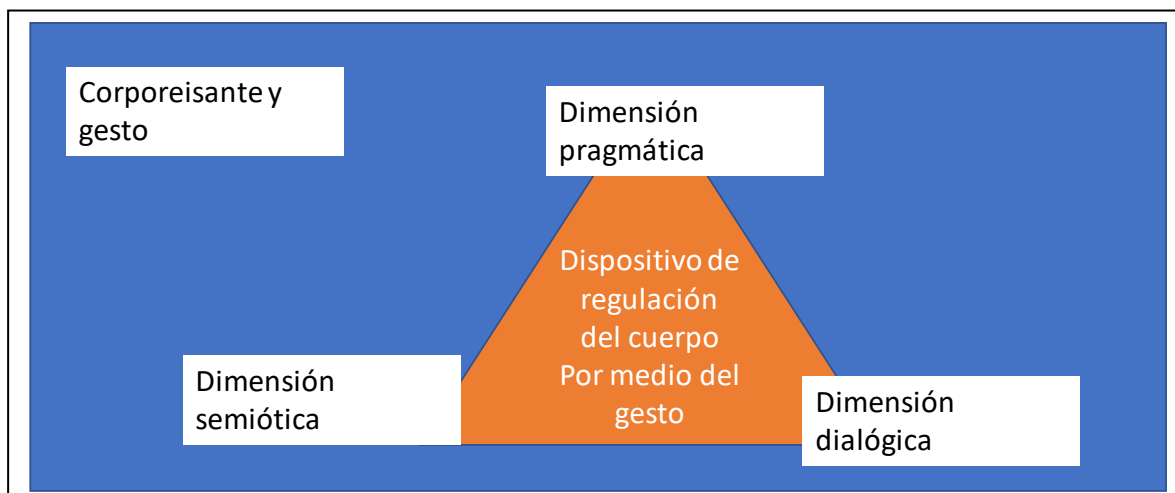 Corporeisante y
gesto
Dimensión
pragmática
Dispositivo de
regulación
del cuerpo
Por medio del
gesto
Dimensión
semiótica
Dimensión
dialógica